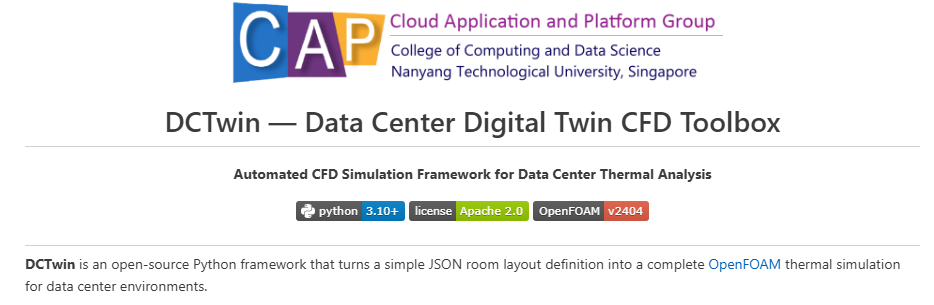 CAP
Cloud Application and Platform Group
College of Computing and Data Science
Nanyang Technological University, Singapore
DCTwin — Data Center Digital Twin CFD Toolbox
Automated CFD Simulation Framework for Data Center Thermal Analysis
python 3.10+ license Apache 2.0 OpenFOAM v2404
DCTwin is an open-source Python framework that turns a simple JSON room layout definition into a complete OpenFOAM thermal simulation
for data center environments.